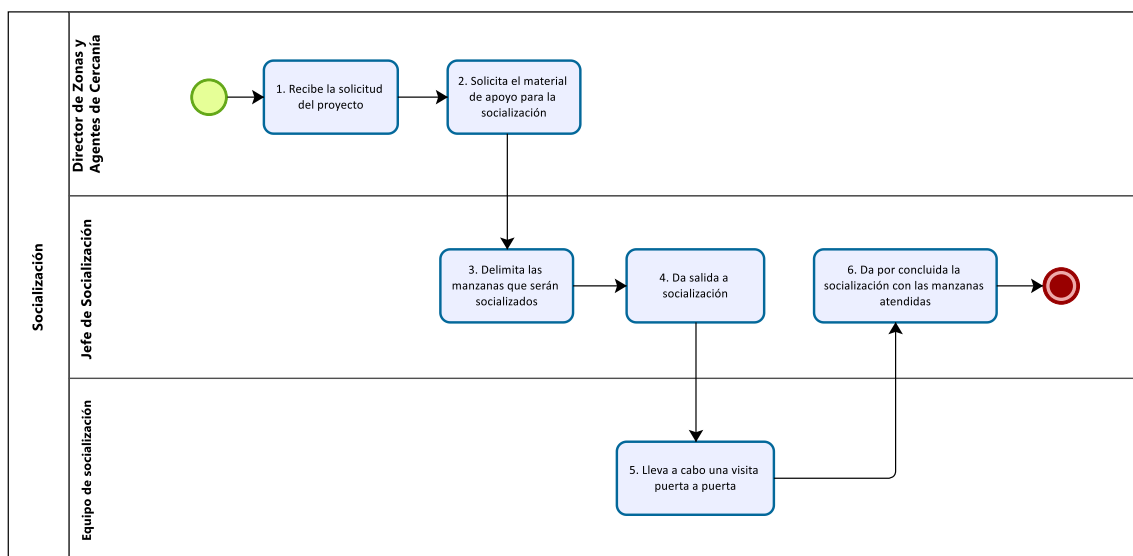 Socialización
Director de Zonas y
Agentes de Cercanía
1. Recibe la solicitud
del proyecto
2. Solicita el material
de apoyo para la
socialización
Jefe de Socialización
3. Delimita las
manzanas que serán
socializados
4. Da salida a
socialización
6. Da por concluida la
socialización con las manzanas
atendidas
Equipo de socialización
5. Lleva a cabo una visita
puerta a puerta